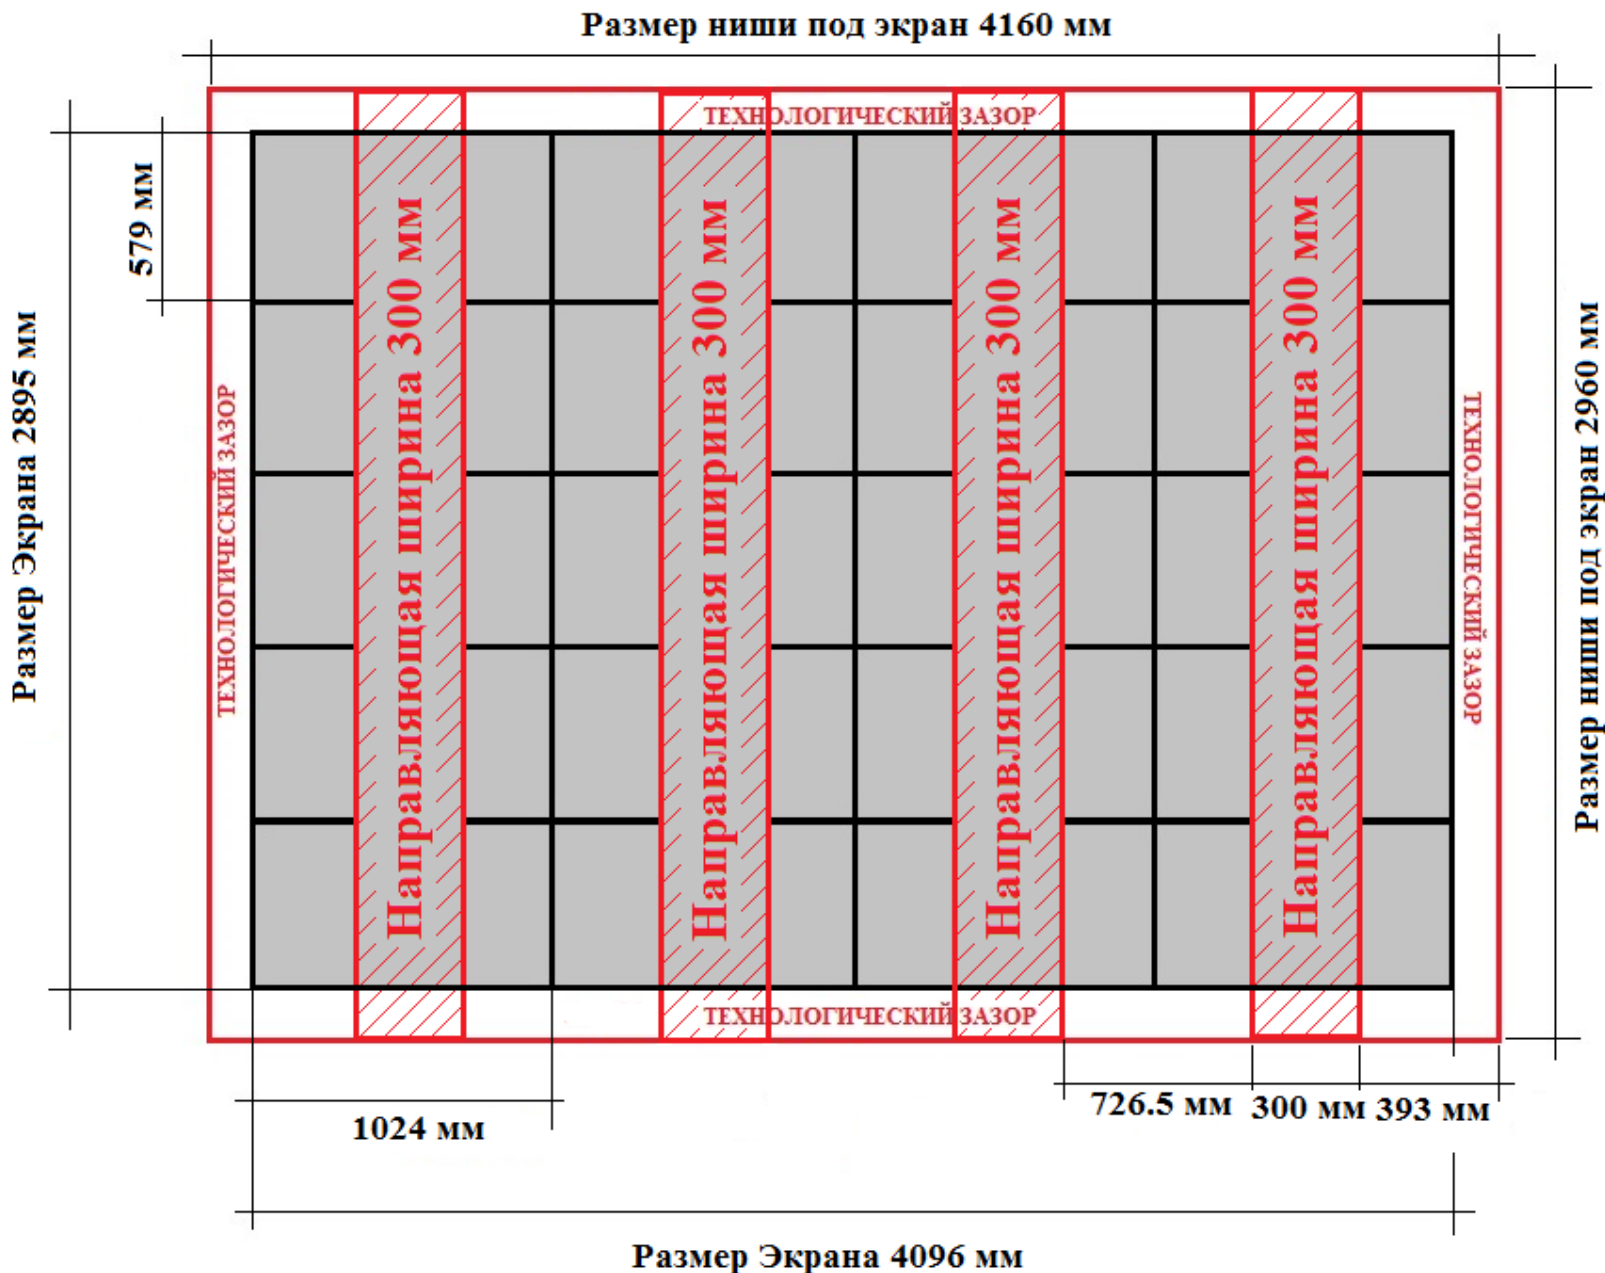 Размер ниши под экран 4160 мм
ТЕХНОЛОГИЧЕСКИЙ ЗАЗОР
579 мм
Размер Экрана 2895 мм
ТЕХНОЛОГИЧЕСКИЙ ЗАЗОР
Направляющая ширина 300 мм
Направляющая ширина 300 мм
Направляющая ширина 300 мм
Направляющая ширина 300 мм
ТЕХНОЛОГИЧЕСКИЙ ЗАЗОР
Размер ниши под экран 2960 мм
ТЕХНОЛОГИЧЕСКИЙ ЗАЗОР
726.5 мм 300 мм 393 мм
1024 мм
Размер Экрана 4096 мм